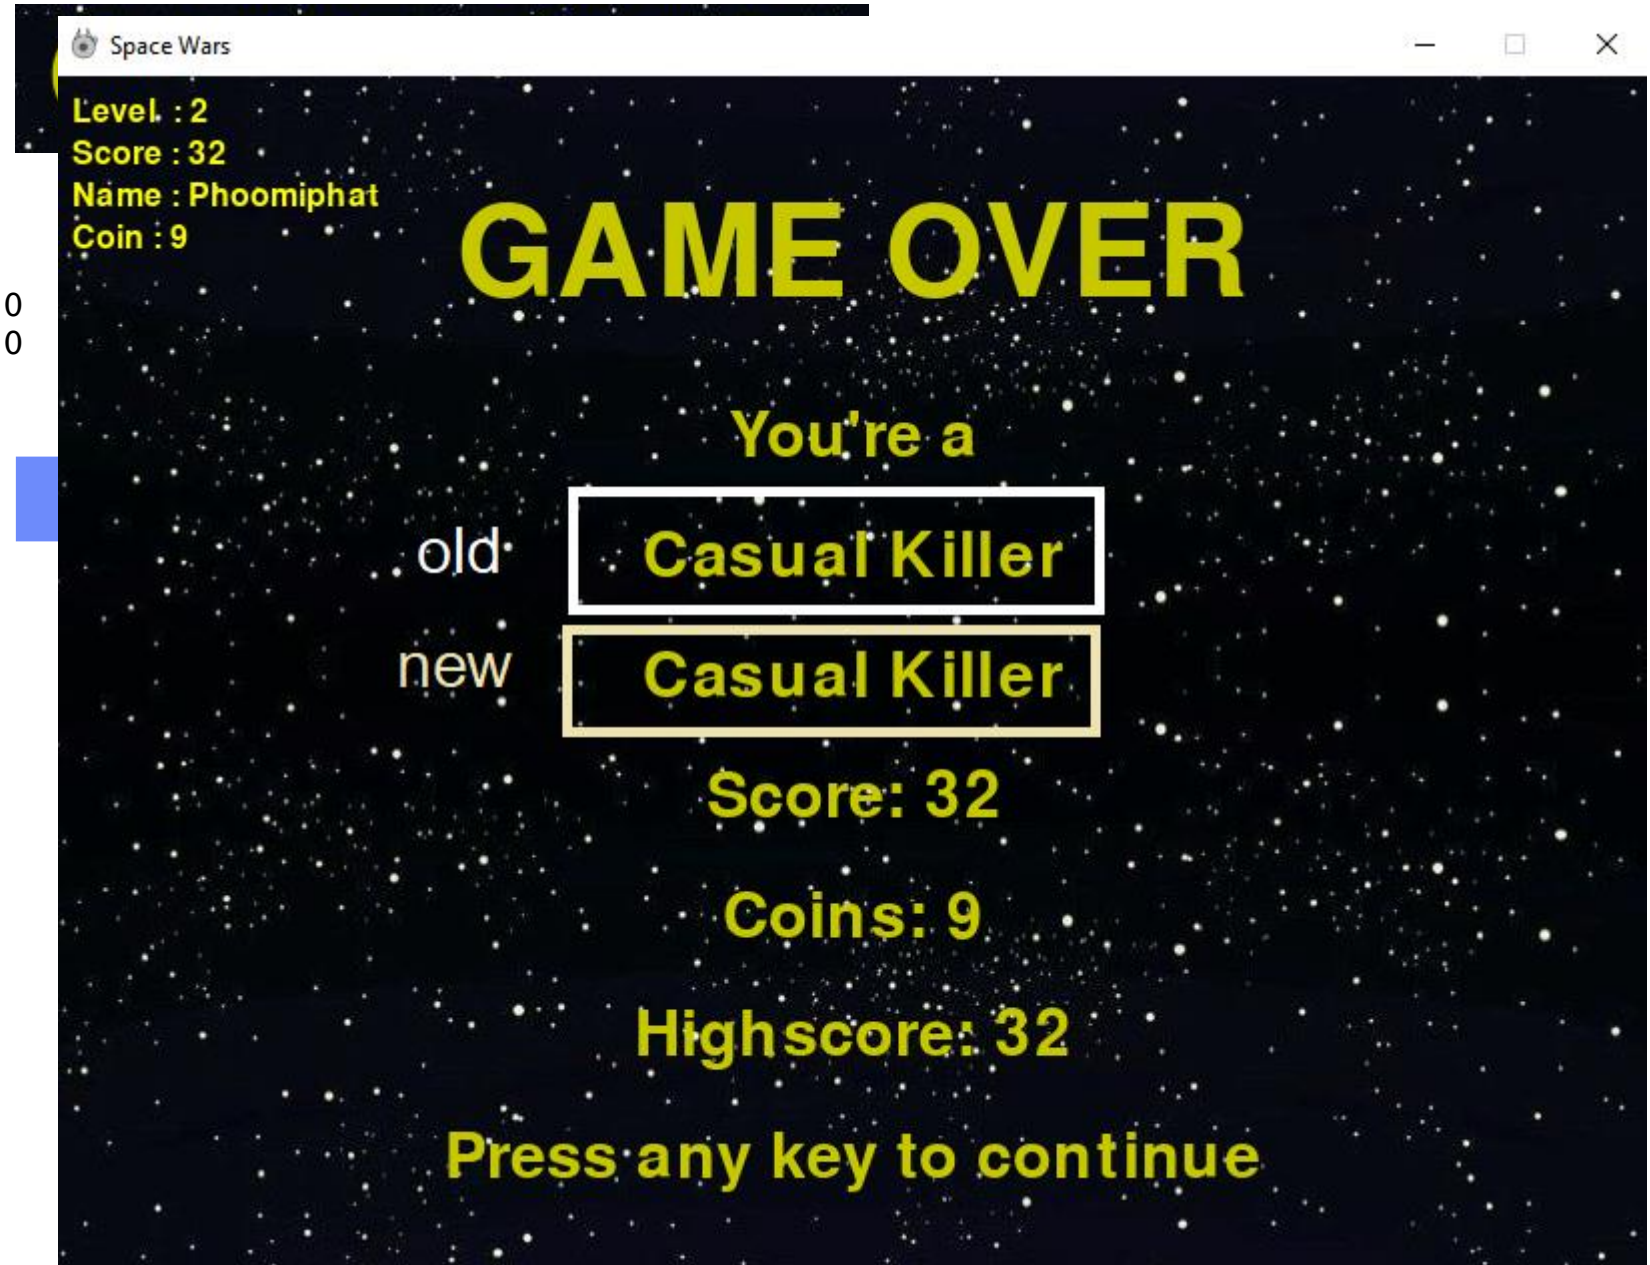 Space Wars
Level : 2
Score : 32
Name : Phoomiphat
Coin : 9
GAME OVER
0
0
You're a
old
Casual Killer
new
Casual Killer
Score: 32
Coins: 9
Highscore: 32
Press any key to continue